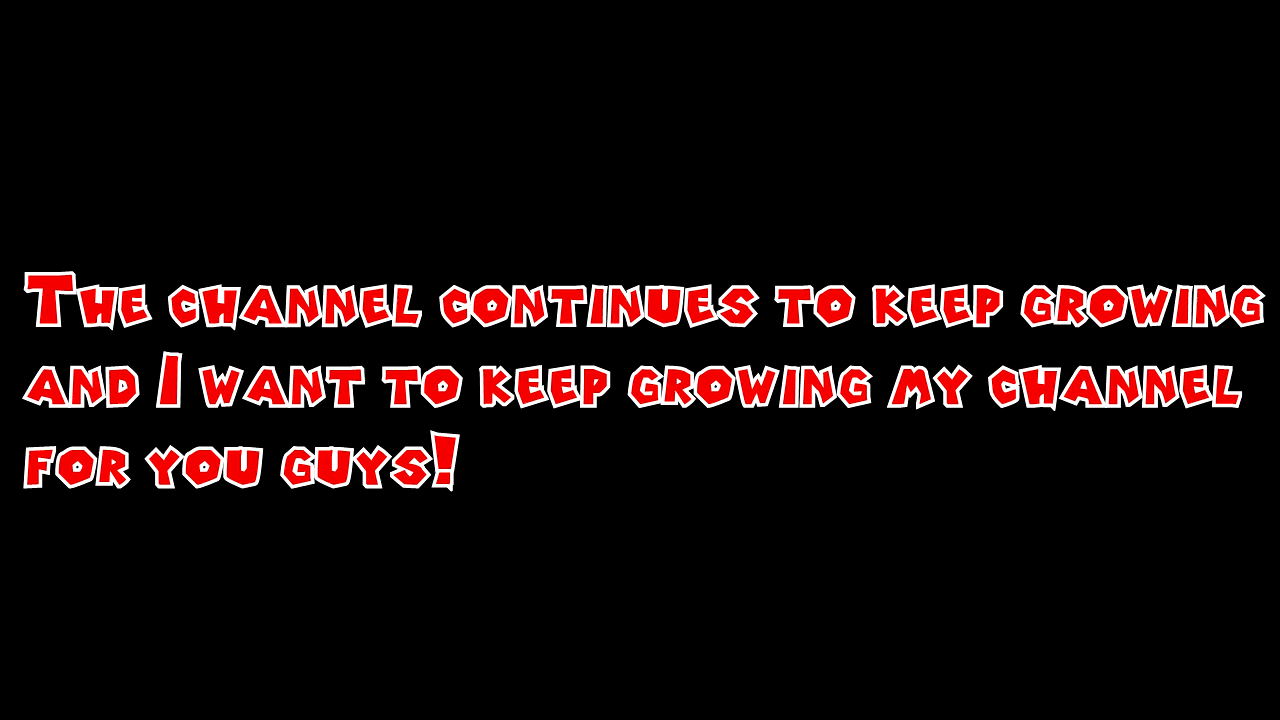 The channel continues to keep growing
and I want to keep growing my channel
for you guys!